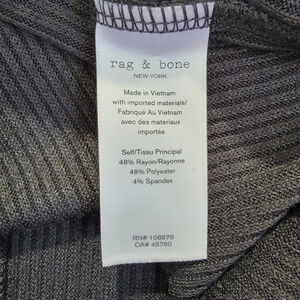 rag & bone
NEW YORK
Made in Vietnam
with imported materials/
Fabriqué Au Vietnam
avec des materiaux
importés
Self/Tissu Principal
48% Rayon/Rayonne
48% Polyester
4% Spandex
RN# 108879
CA# 45760